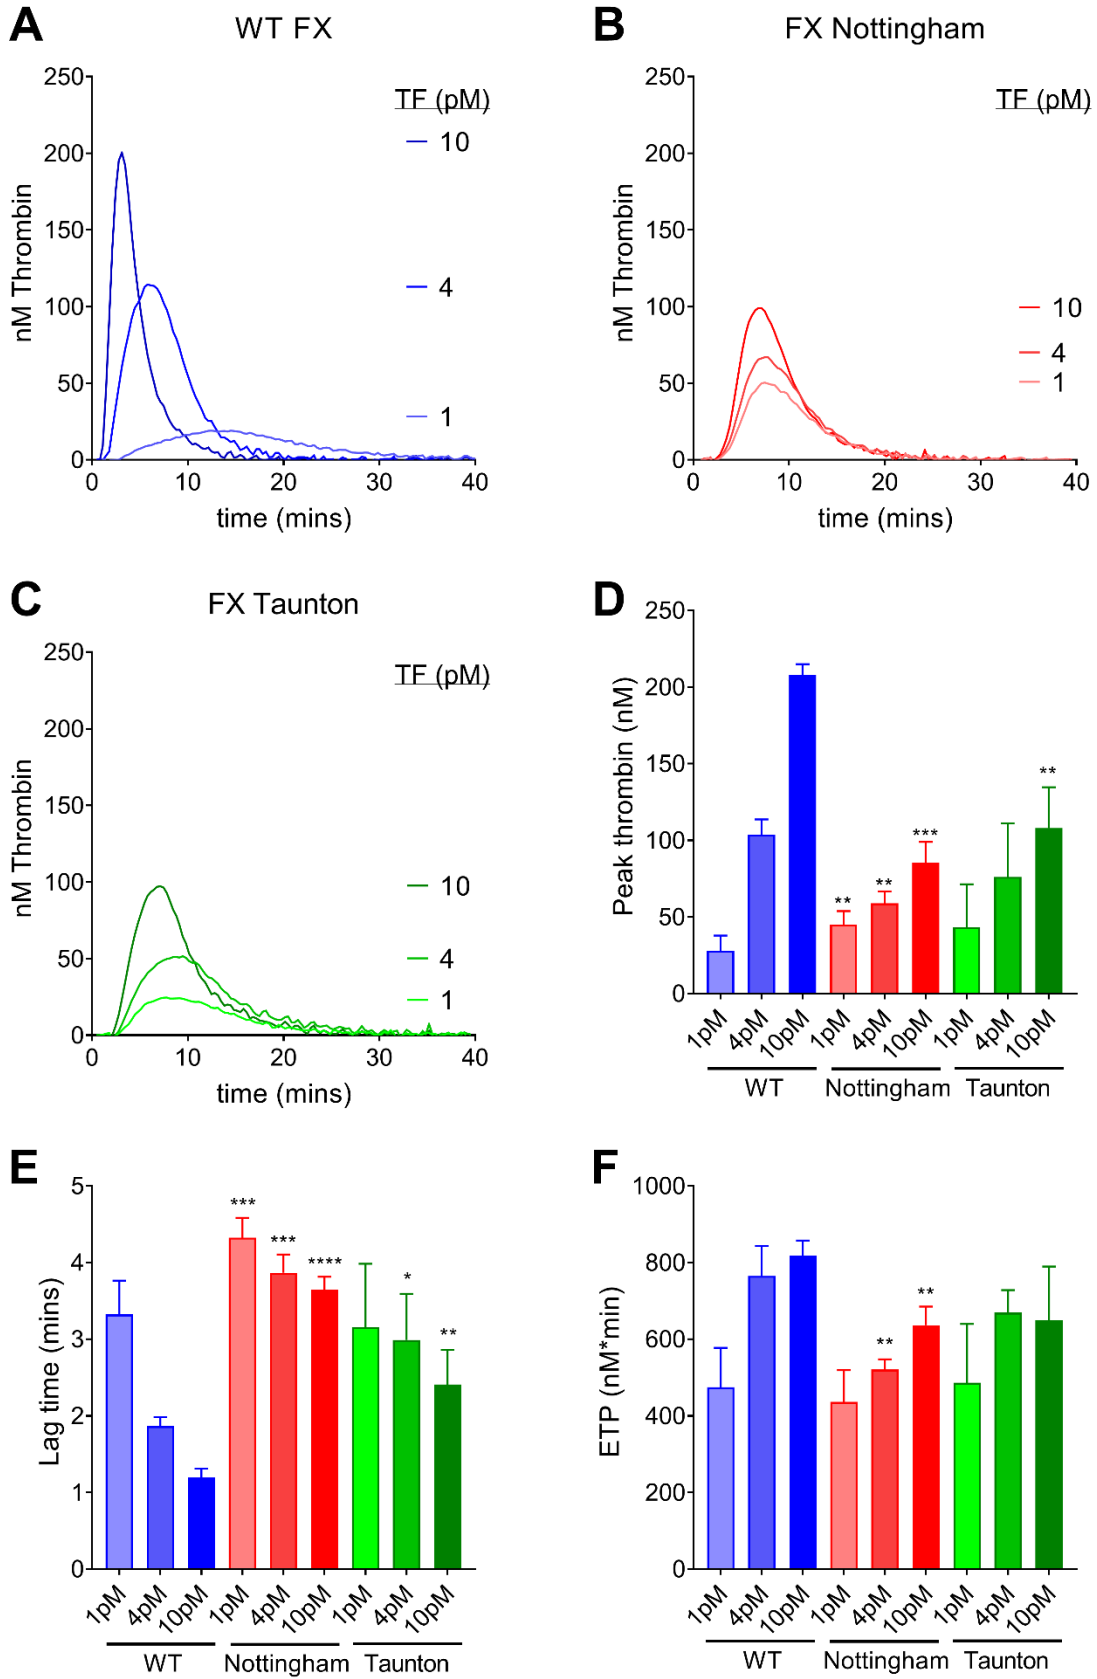 A
WT FX
250
200
150
100
50
0
nM Thrombin
TF (pM)
10
4
1
0
10
20
30
40
time (mins)
B
FX Nottingham
250
200
150
100
50
0
nM Thrombin
TF (pM)
10
4
1
0
10
20
30
40
time (mins)
C
FX Taunton
250
200
150
100
50
0
nM Thrombin
TF (pM)
10
4
1
0
10
20
30
40
time (mins)
D
250
200
150
100
50
0
Peak thrombin (nM)
**
**
***
**
1pM
4pM
10pM
1pM
4pM
10pM
1pM
4pM
10pM
WT
Nottingham
Taunton
E
5
4
3
2
1
0
Lag time (mins)
***
***
****
*
**
1pM
4pM
10pM
1pM
4pM
10pM
1pM
4pM
10pM
WT
Nottingham
Taunton
F
1000
800
600
400
200
0
ETP (nM*min)
**
**
1pM
4pM
10pM
1pM
4pM
10pM
1pM
4pM
10pM
WT
Nottingham
Taunton